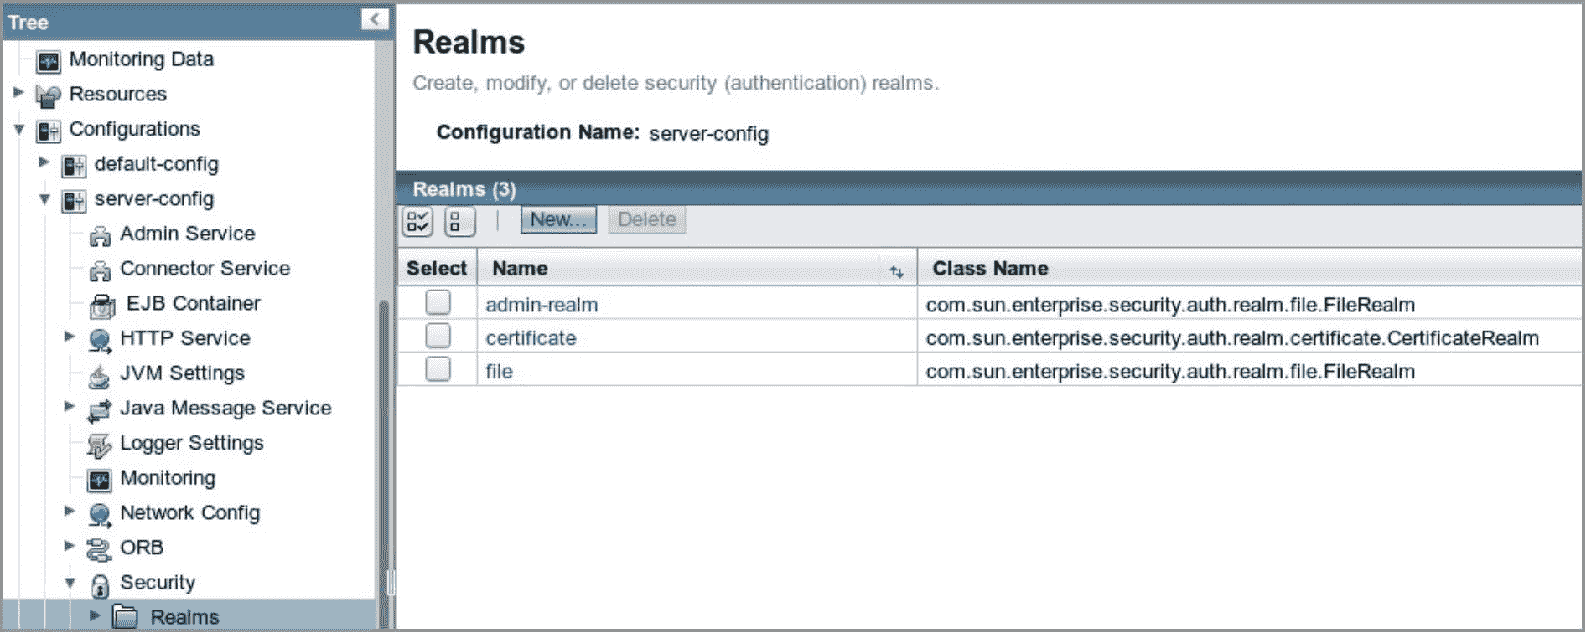 Tree
Monitoring Data
Resources
Configurations
default-config
server-config
Admin Service
Connector Service
EJB Container
HTTP Service
JVM Settings
Java Message Service
Logger Settings
Monitoring
Network Config
ORB
Security
Realms
Realms
Create, modify, or delete security (authentication) realms.
Configuration Name: server-config
Realms (3)
New... Delete
Select Name Class Name
admin-realm com.sun.enterprise.security.auth.realm.file.FileRealm
certificate com.sun.enterprise.security.auth.realm.certificate.CertificateRealm
file com.sun.enterprise.security.auth.realm.file.FileRealm